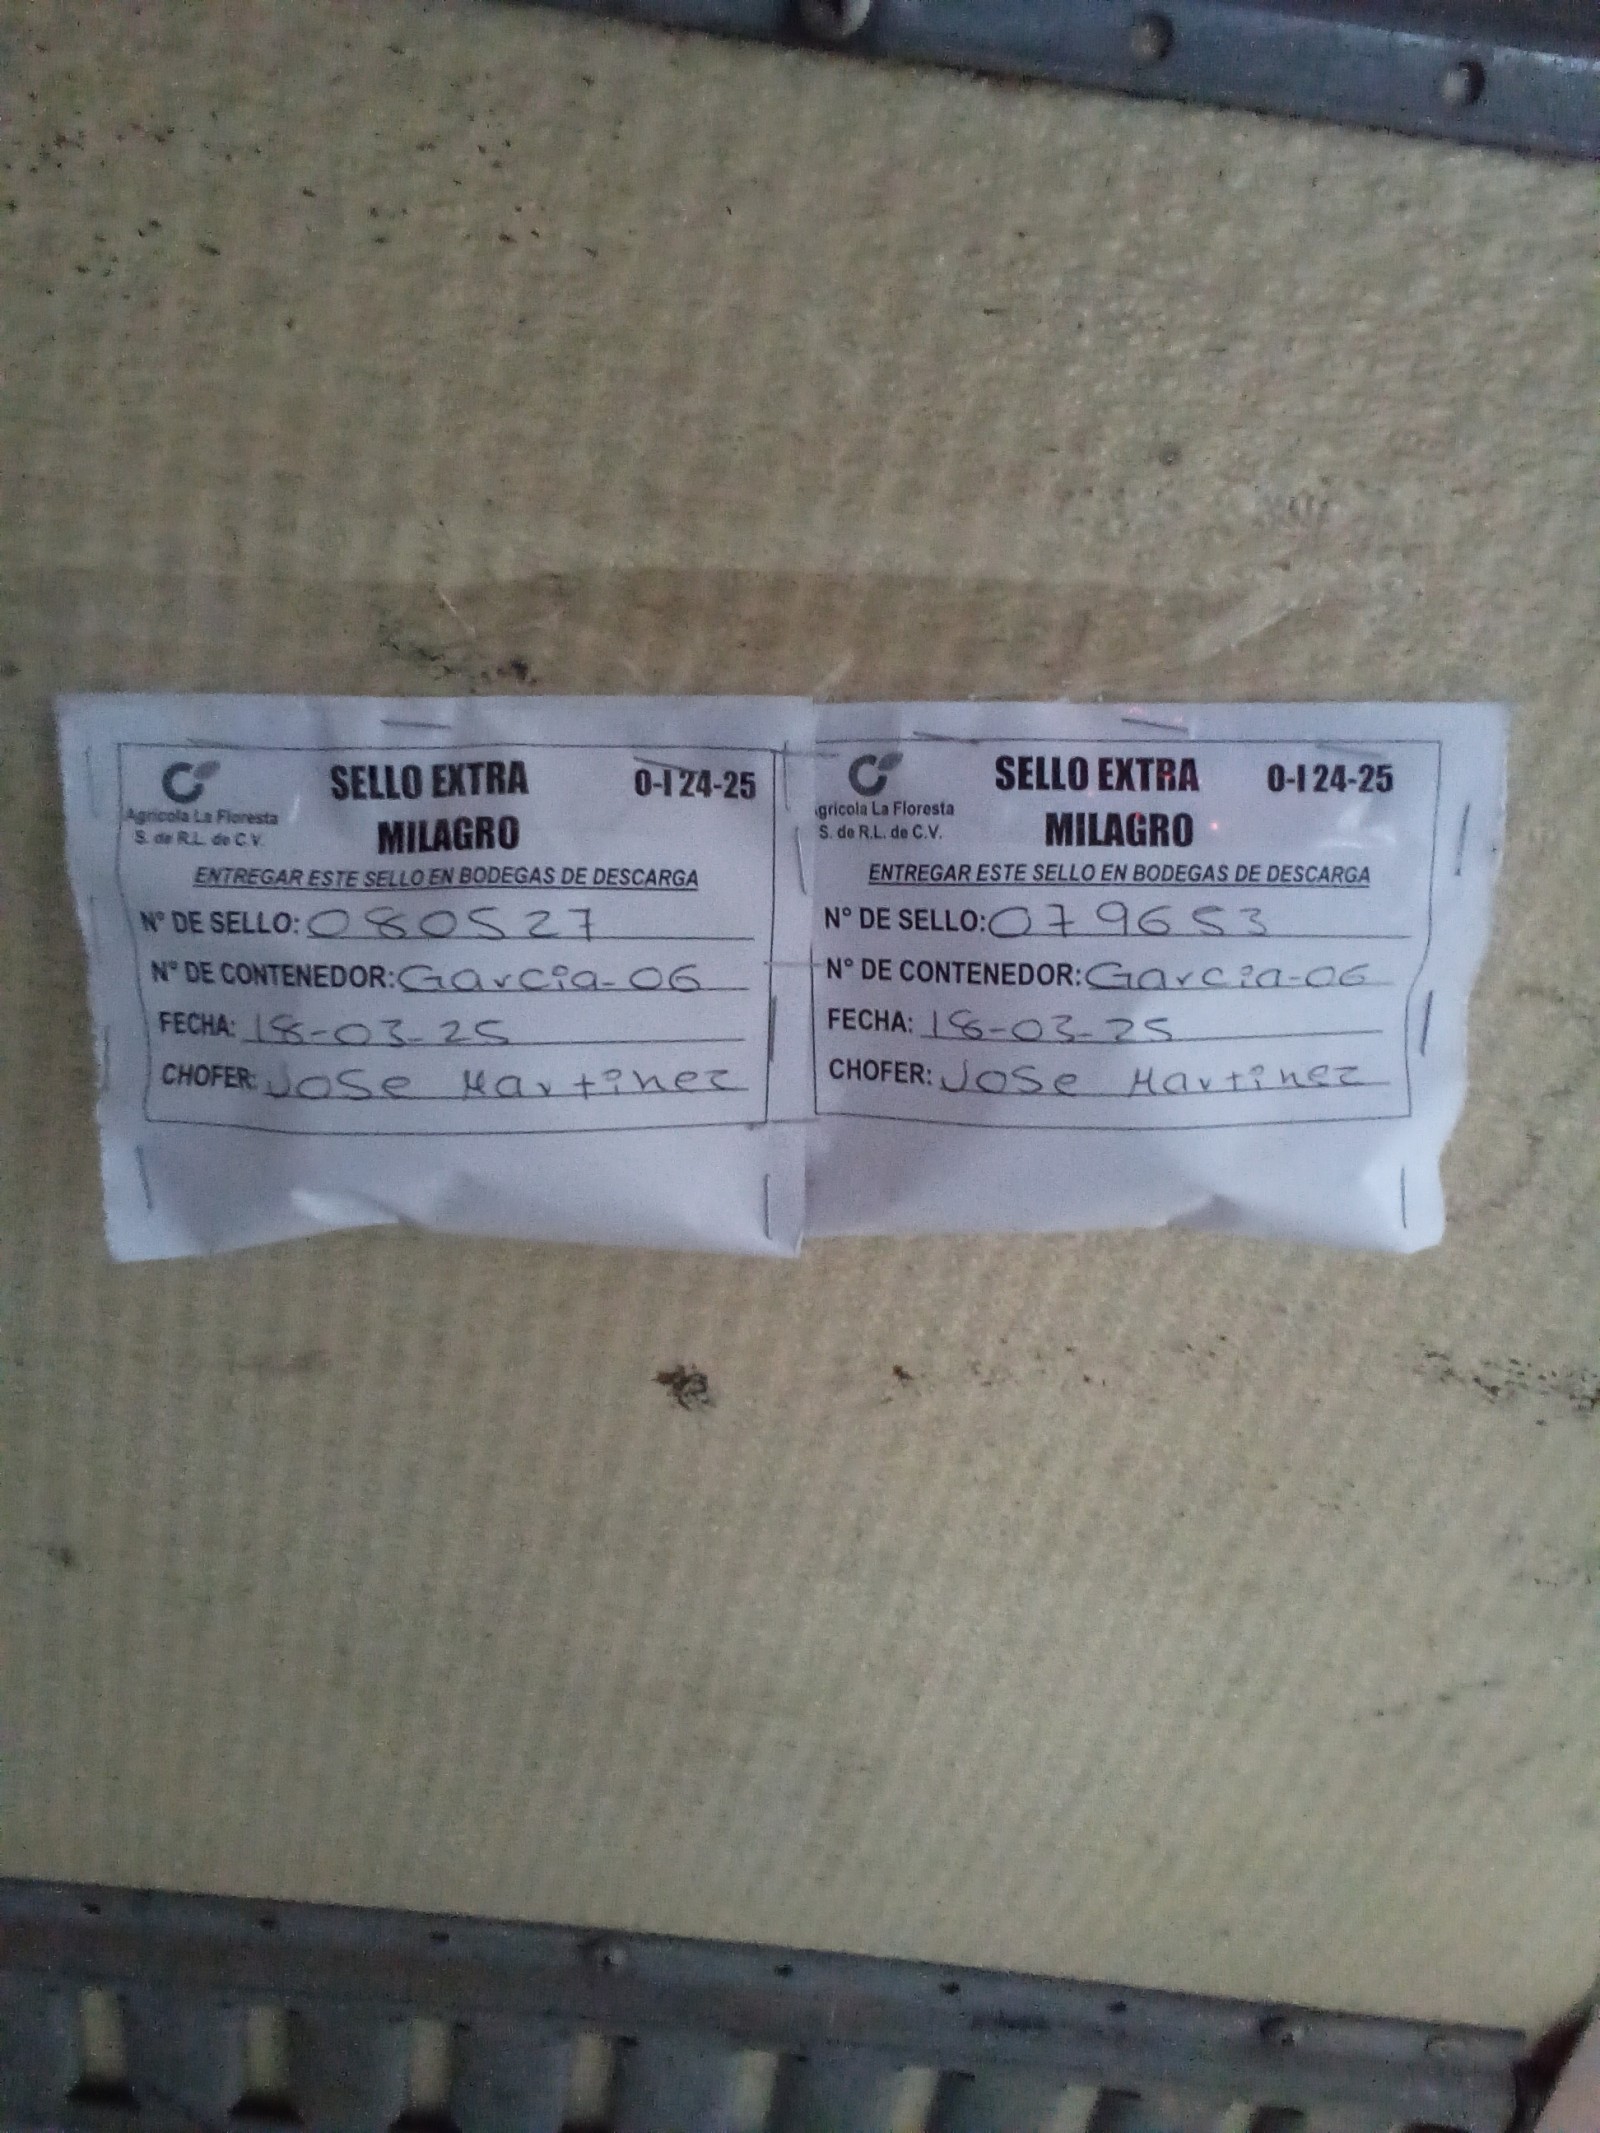 Agricola La Floresta
S. de R.L. de C.V.
SELLO EXTRA
MILAGRO
O-I 24-25
ENTREGAR ESTE SELLO EN BODEGAS DE DESCARGA
N° DE SELLO: 080527
N° DE CONTENEDOR: Garcia-06
FECHA: 18-03-25
CHOFER: Jose Martinez
gricola La Floresta
S. de R.L. de C.V.
SELLO EXTRA
MILAGRO
O-I 24-25
ENTREGAR ESTE SELLO EN BODEGAS DE DESCARGA
N° DE SELLO: 079653
N° DE CONTENEDOR: Garcia-06
FECHA: 18-03-25
CHOFER: Jose Martinez